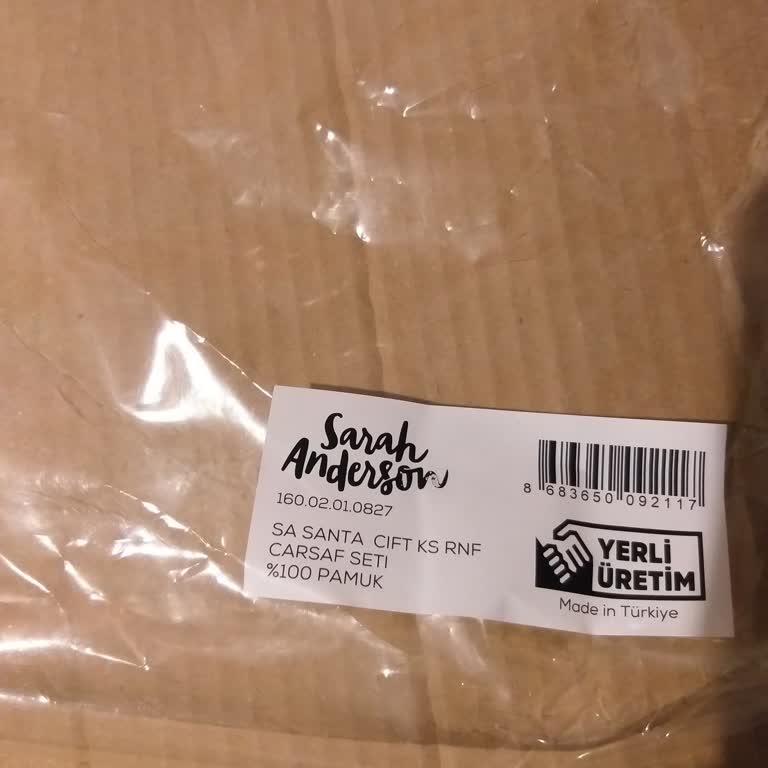 Sarah
Anderson
160.02.01.0827
SA SANTA CIFT KS RNF
CARSAF SETI
%100 PAMUK
8 683650 092117
YERLİ
ÜRETİM
Made in Türkiye